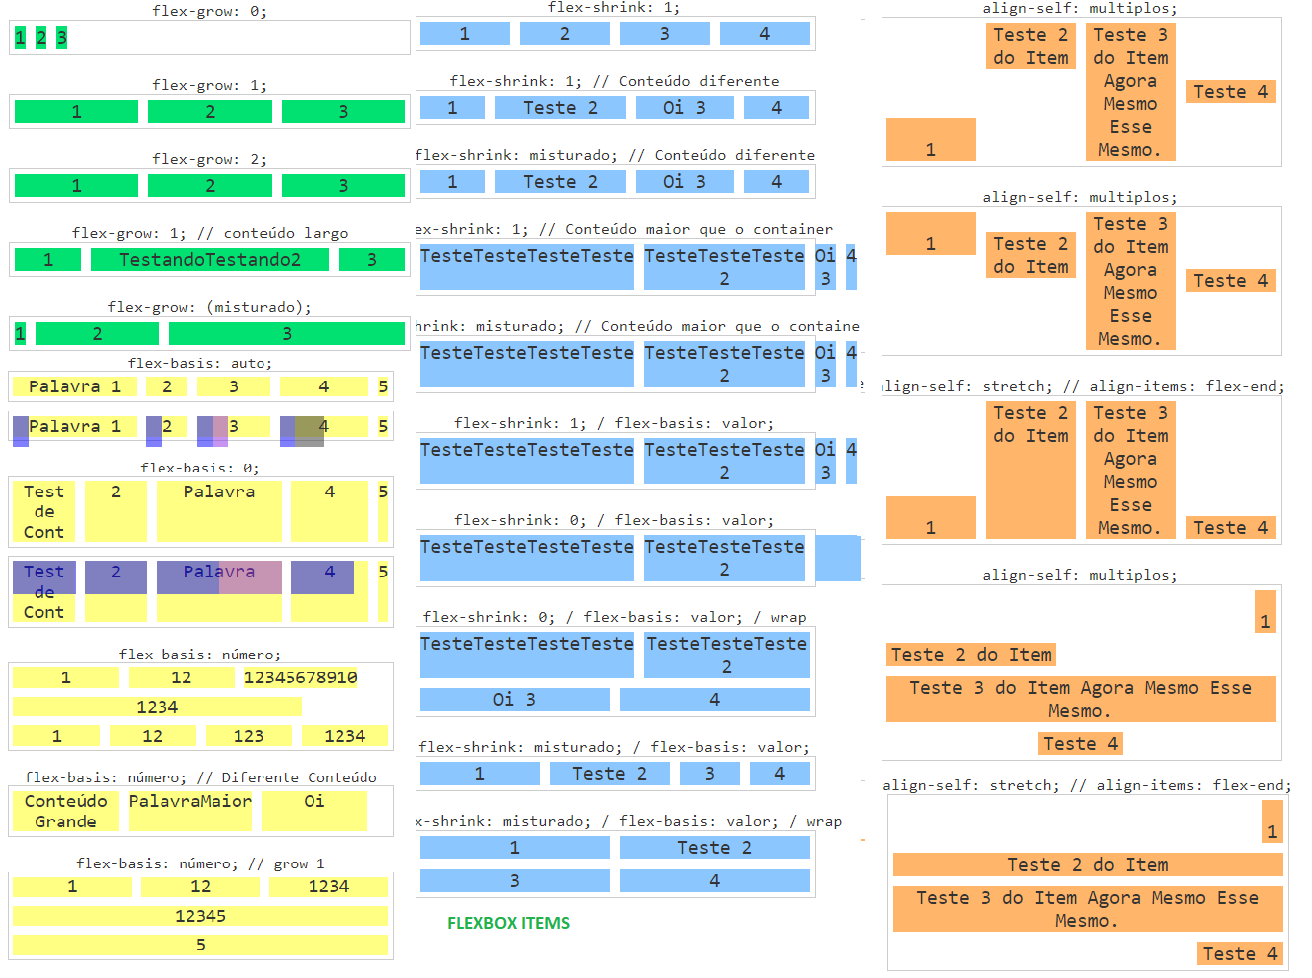 flex-grow: 0;
1 2 3
flex-grow: 1;
1 2 3
flex-grow: 2;
1 2 3
flex-grow: 1; // conteúdo largo
1 TestandoTestando2 3
flex-grow: (misturado);
1 2 3
flex-basis: auto;
Palavra 1 2 3 4 5
Palavra 1 2 3 4 5
flex-basis: 0;
Test 2 Palavra 4 5
de
Cont
Test 2 Palavra 4 5
de
Cont
flex basis: número;
1 12 12345678910
1234
1 12 123 1234
flex-basis: número; // Diferente Conteúdo
Conteúdo PalavraMaior Oi
Grande
flex-basis: número; // grow 1
1 12 1234
12345
5
flex-shrink: 1;
1 2 3 4
flex-shrink: 1; // Conteúdo diferente
1 Teste 2 Oi 3 4
flex-shrink: misturado; // Conteúdo diferente
1 Teste 2 Oi 3 4
ex-shrink: 1; // Conteúdo maior que o container
TesteTesteTesteTeste TesteTesteTeste Oi 4
2 3
hrink: misturado; // Conteúdo maior que o containe
TesteTesteTesteTeste TesteTesteTeste Oi 4
2 3
e
flex-shrink: 1; / flex-basis: valor;
TesteTesteTesteTeste TesteTesteTeste Oi 4
2 3
flex-shrink: 0; / flex-basis: valor;
TesteTesteTesteTeste TesteTesteTeste
2
flex-shrink: 0; / flex-basis: valor; / wrap
TesteTesteTesteTeste TesteTesteTeste
2
Oi 3 4
flex-shrink: misturado; / flex-basis: valor;
1 Teste 2 3 4
x-shrink: misturado; / flex-basis: valor; / wrap
1 Teste 2
3 4
FLEXBOX ITEMS
align-self: multiplos;
Teste 2 Teste 3
do Item do Item
Agora
Mesmo Teste 4
Esse
1 Mesmo.
align-self: multiplos;
Teste 3
1 Teste 2 do Item
do Item Agora
Mesmo Teste 4
Esse
Mesmo.
lign-self: stretch; // align-items: flex-end;
Teste 2 Teste 3
do Item do Item
Agora
Mesmo
Esse
1 Mesmo. Teste 4
align-self: multiplos;
1
Teste 2 do Item
Teste 3 do Item Agora Mesmo Esse
Mesmo.
Teste 4
align-self: stretch; // align-items: flex-end;
1
Teste 2 do Item
Teste 3 do Item Agora Mesmo Esse
Mesmo.
Teste 4